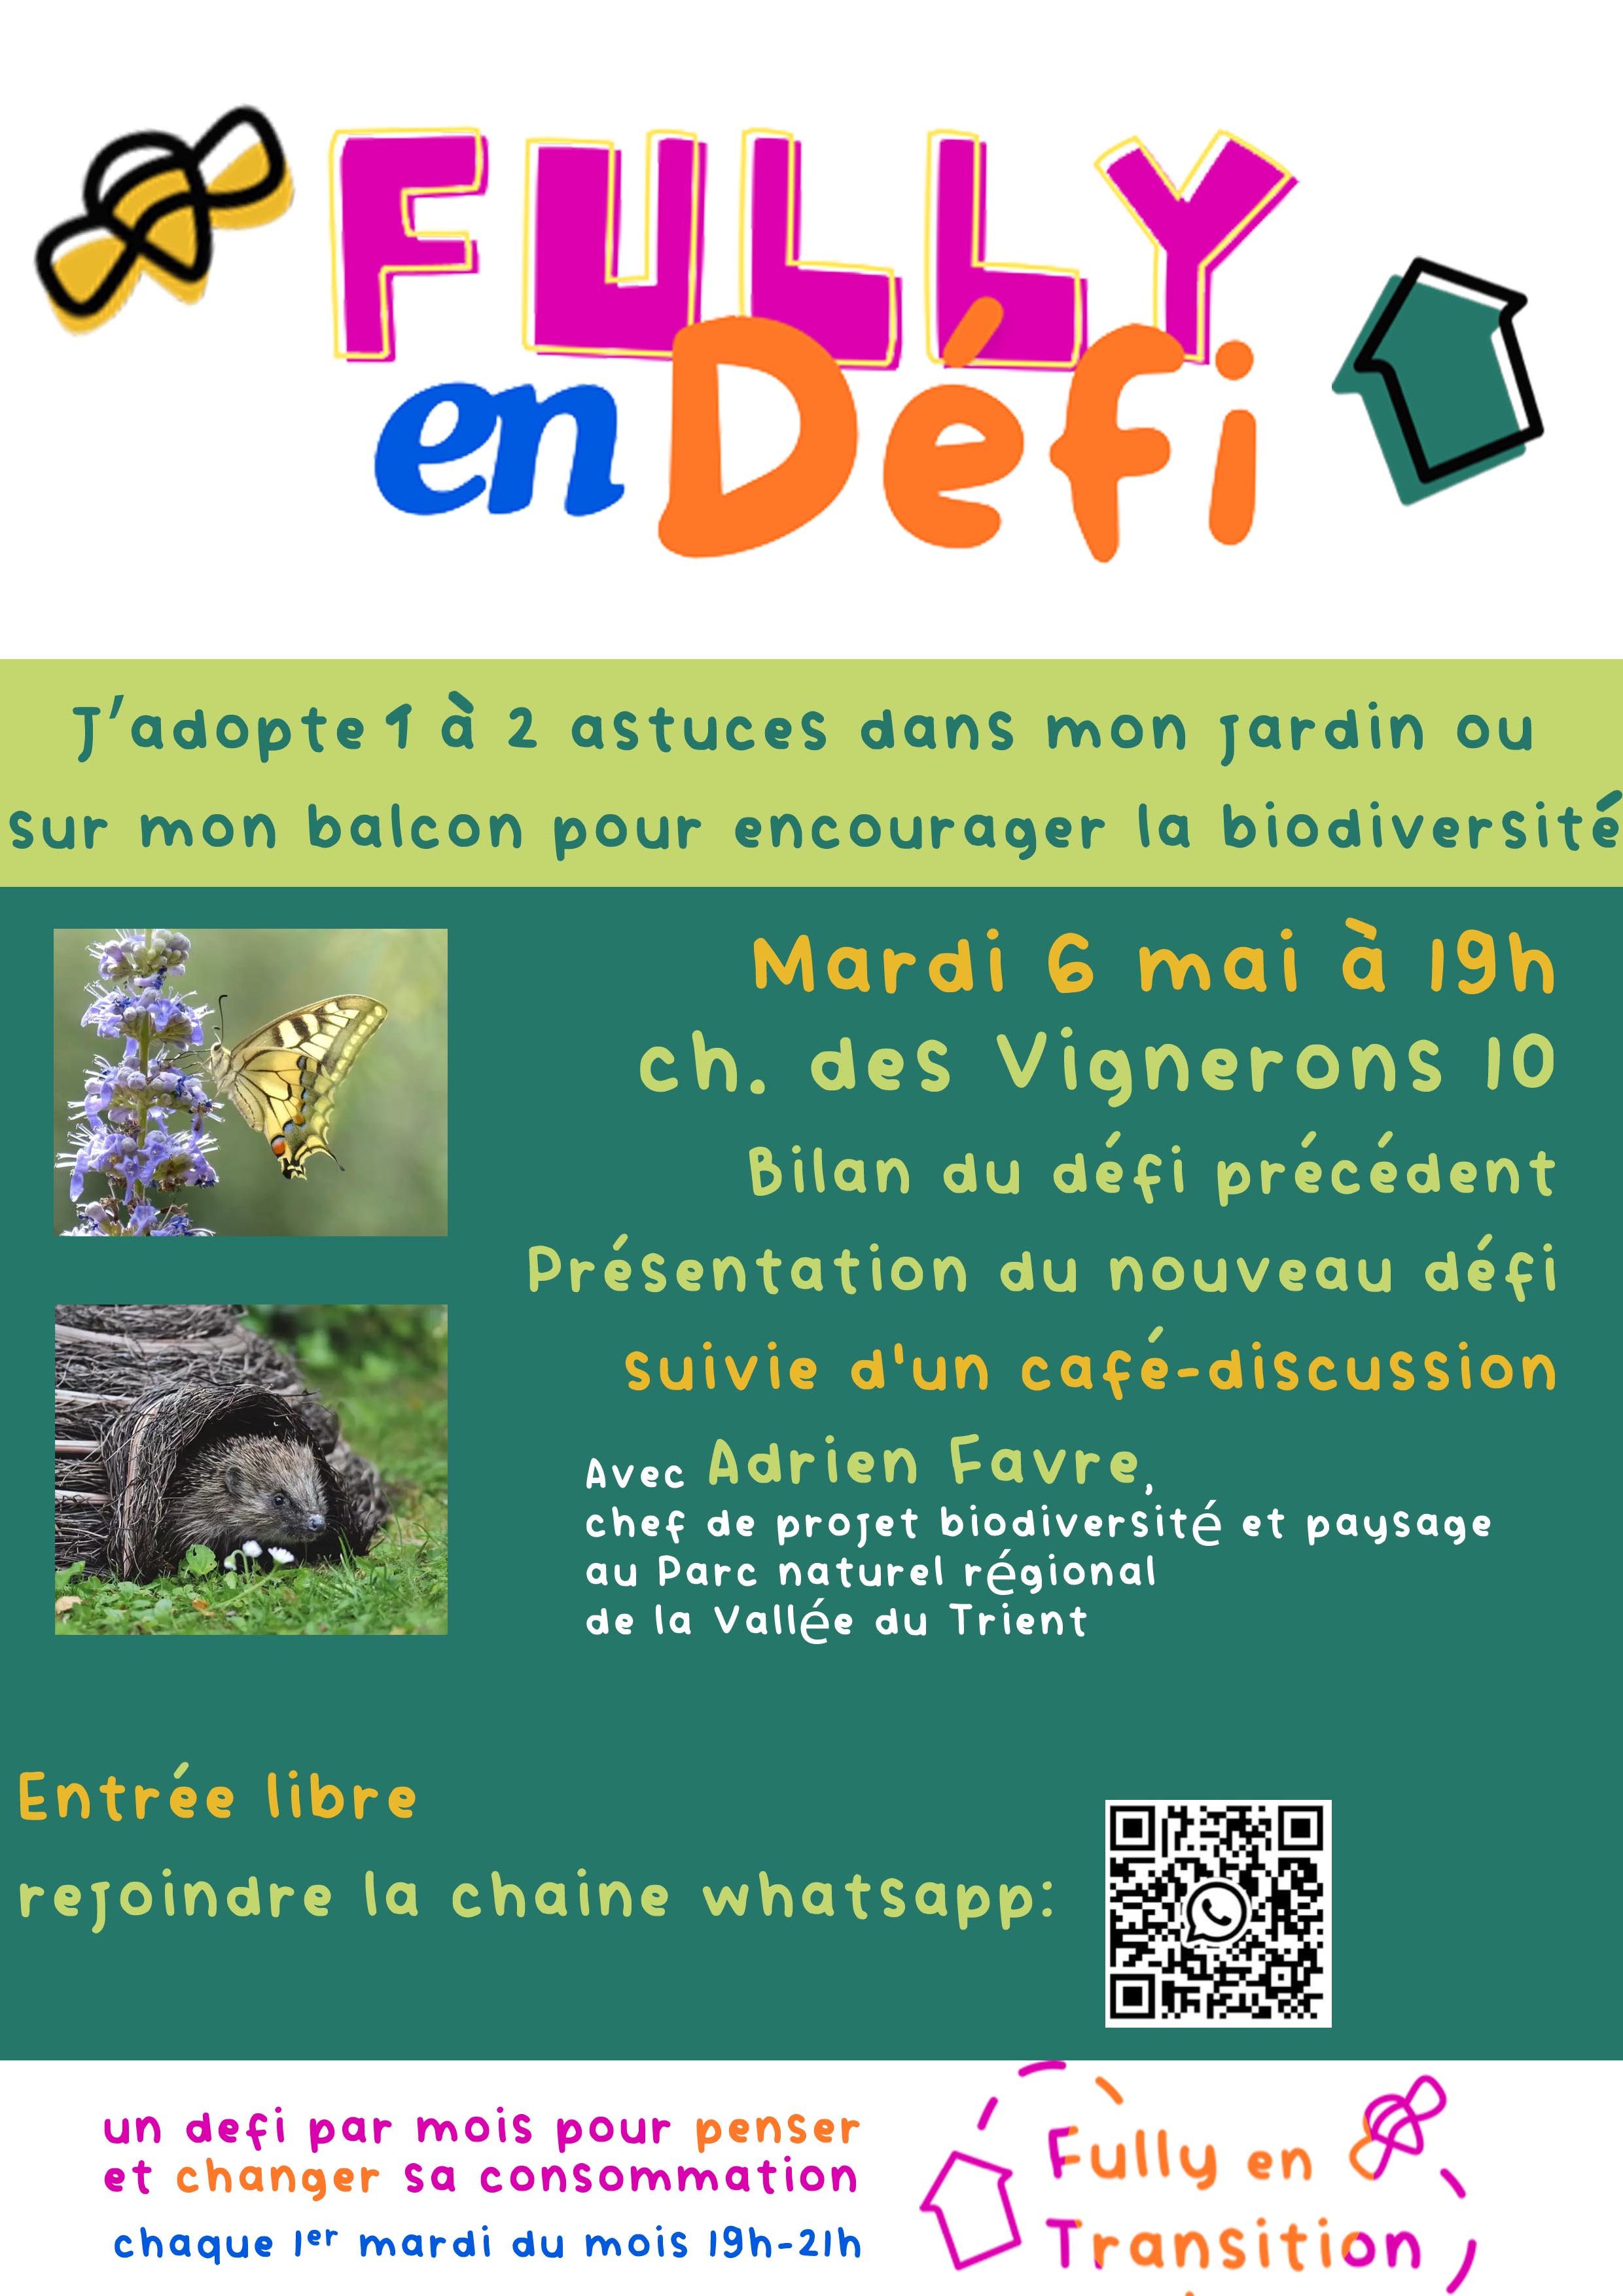 FULLY
en Défi
J'adopte 1 à 2 astuces dans mon jardin ou
sur mon balcon pour encourager la biodiversité
Mardi 6 mai à 19h
ch. des Vignerons 10
Bilan du défi précédent
Présentation du nouveau défi
suivie d'un café-discussion
Avec Adrien Favre,
chef de projet biodiversité et paysage
au Parc naturel régional
de la Vallée du Trient
Entrée libre
rejoindre la chaine whatsapp:
un defi par mois pour penser
et changer sa consommation
chaque 1er mardi du mois 19h-21h
Fully en
Transition